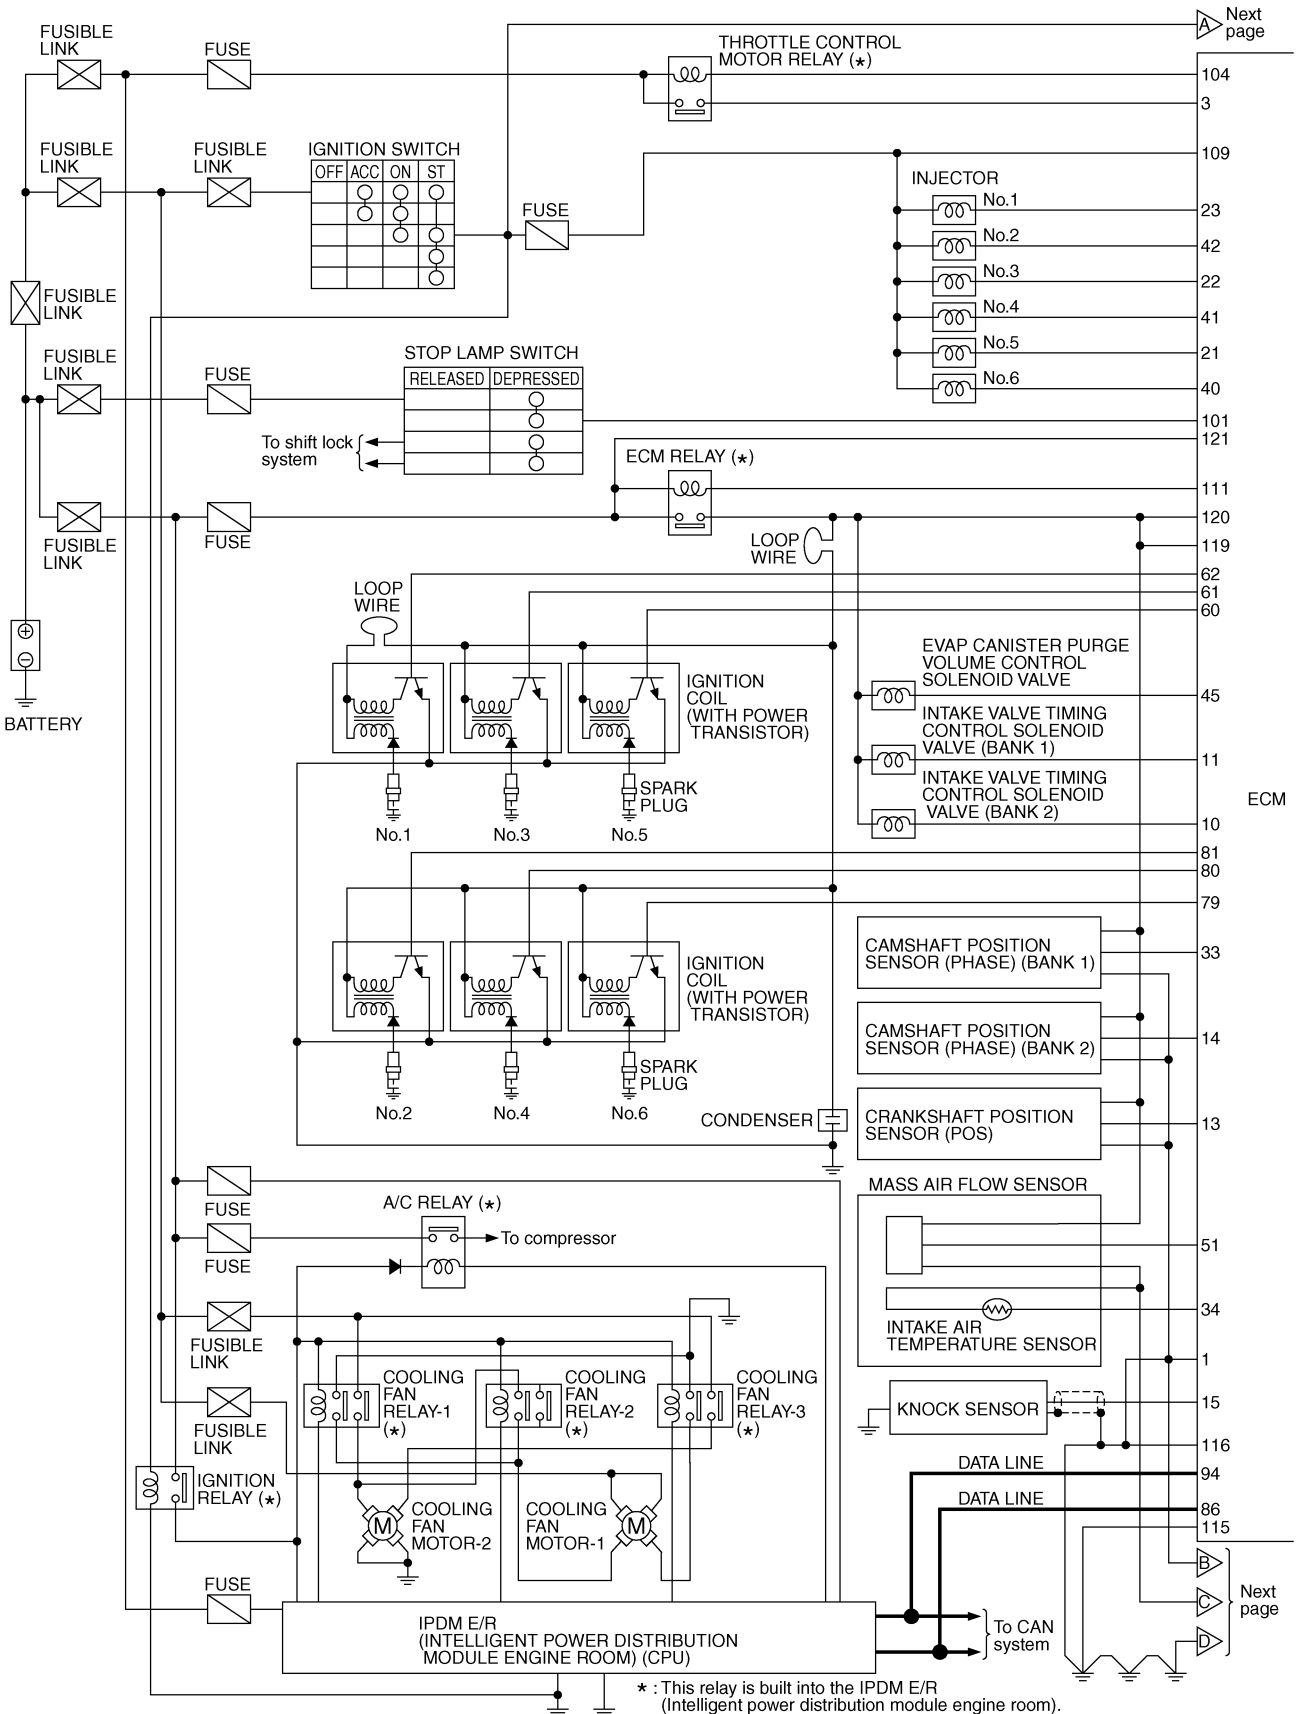 FUSIBLE
LINK
FUSE
THROTTLE CONTROL
MOTOR RELAY (*)
A
Next
page
104
3
FUSIBLE
LINK
FUSIBLE
LINK
IGNITION SWITCH
OFF ACC ON ST
FUSE
109
INJECTOR
No.1
23
No.2
42
No.3
22
No.4
41
No.5
21
No.6
40
FUSIBLE
LINK
FUSIBLE
LINK
FUSE
STOP LAMP SWITCH
RELEASED DEPRESSED
To shift lock
system
101
121
ECM RELAY (*)
111
120
119
FUSIBLE
LINK
FUSE
LOOP
WIRE
LOOP
WIRE
62
61
60
BATTERY
IGNITION
COIL
(WITH POWER
TRANSISTOR)
EVAP CANISTER PURGE
VOLUME CONTROL
SOLENOID VALVE
45
INTAKE VALVE TIMING
CONTROL SOLENOID
VALVE (BANK 1)
11
INTAKE VALVE TIMING
CONTROL SOLENOID
VALVE (BANK 2)
10
ECM
SPARK
PLUG
No.1
No.3
No.5
81
80
79
IGNITION
COIL
(WITH POWER
TRANSISTOR)
CAMSHAFT POSITION
SENSOR (PHASE) (BANK 1)
33
CAMSHAFT POSITION
SENSOR (PHASE) (BANK 2)
14
SPARK
PLUG
No.2
No.4
No.6
CONDENSER
CRANKSHAFT POSITION
SENSOR (POS)
13
FUSE
A/C RELAY (*)
MASS AIR FLOW SENSOR
FUSE
To compressor
51
34
INTAKE AIR
TEMPERATURE SENSOR
FUSIBLE
LINK
1
COOLING
FAN
RELAY-1
(*)
COOLING
FAN
RELAY-2
(*)
COOLING
FAN
RELAY-3
(*)
KNOCK SENSOR
15
FUSIBLE
LINK
116
DATA LINE
94
IGNITION
RELAY (*)
DATA LINE
86
115
M
COOLING
FAN
MOTOR-2
COOLING
FAN
MOTOR-1
M
B
C
D
Next
page
FUSE
IPDM E/R
(INTELLIGENT POWER DISTRIBUTION
MODULE ENGINE ROOM) (CPU)
To CAN
system
* : This relay is built into the IPDM E/R
(Intelligent power distribution module engine room).